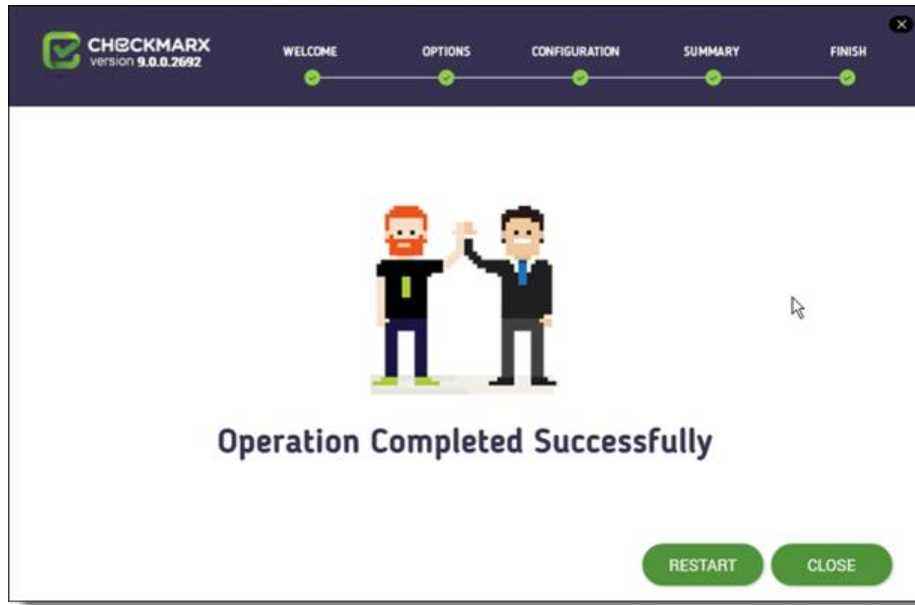 CHECKMARX
version 9.0.0.2692
WELCOME
OPTIONS
CONFIGURATION
SUMMARY
FINISH
Operation Completed Successfully
RESTART
CLOSE